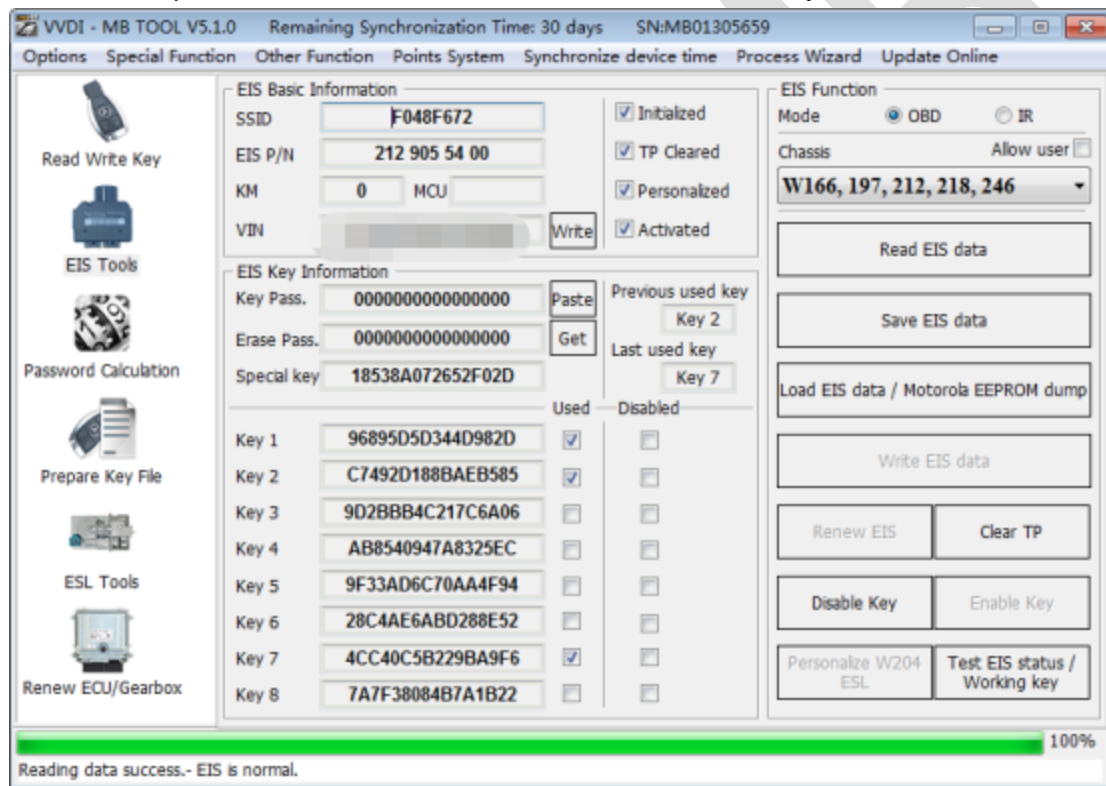 VVDI - MB TOOL V5.1.0 Remaining Synchronization Time: 30 days SN:MB01305659
Options Special Function Other Function Points System Synchronize device time Process Wizard Update Online
Read Write Key
EIS Tools
Password Calculation
Prepare Key File
ESL Tools
Renew ECU/Gearbox
EIS Basic Information
SSID F048F672 Initialized
EIS P/N 212 905 54 00 TP Cleared
KM 0 MCU Personalized
VIN Write Activated
EIS Key Information
Key Pass. 0000000000000000 Paste
Erase Pass. 0000000000000000 Get
Special key 18538A072652F02D
Previous used key
Key 2
Last used key
Key 7
Used Disabled
Key 1 96895D5D344D982D
Key 2 C7492D188BAEB585
Key 3 9D2BBB4C217C6A06
Key 4 AB8540947A8325EC
Key 5 9F33AD6C70AA4F94
Key 6 28C4AE6ABD288E52
Key 7 4CC40C5B229BA9F6
Key 8 7A7F38084B7A1B22
EIS Function
Mode OBD IR
Chassis Allow user
W166, 197, 212, 218, 246
Read EIS data
Save EIS data
Load EIS data / Motorola EEPROM dump
Write EIS data
Renew EIS Clear TP
Disable Key Enable Key
Personalize W204
ESL
Test EIS status /
Working key
100%
Reading data success.- EIS is normal.